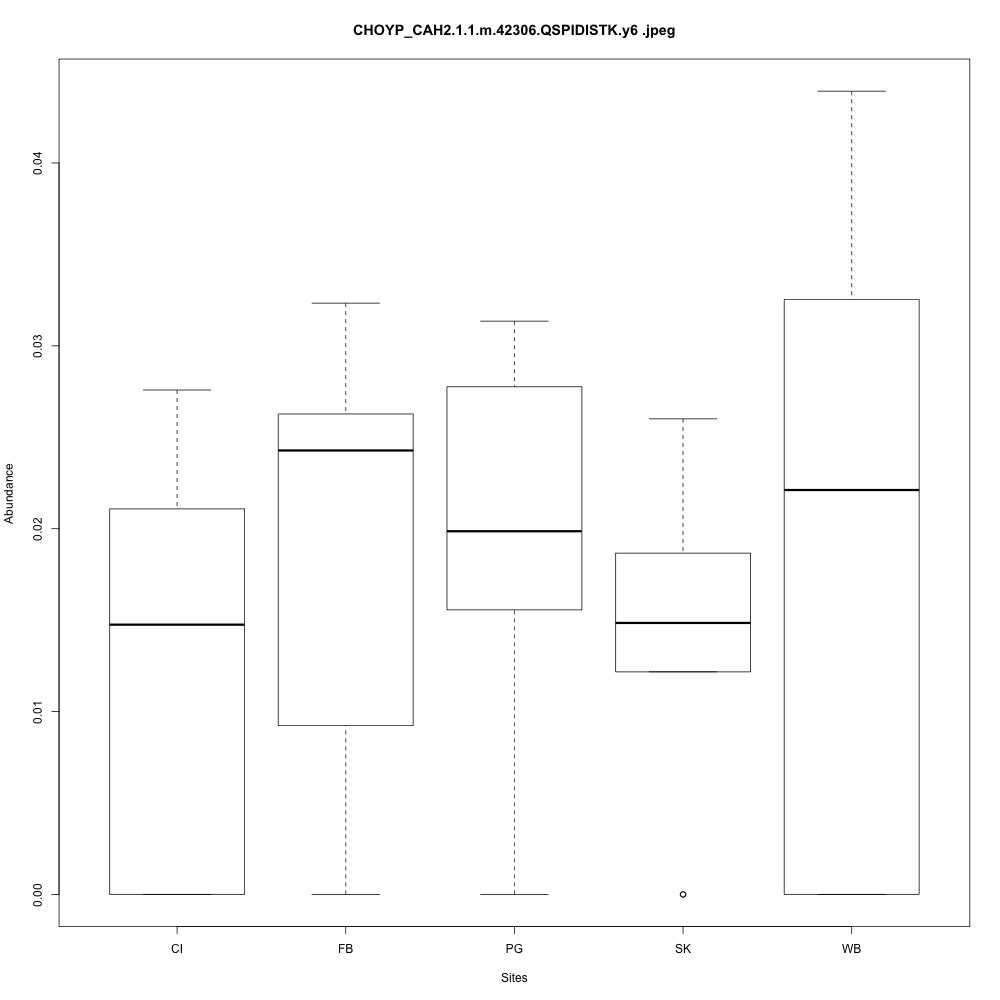 CHOYP_CAH2.1.1.m.42306.QSPIDISTK.y6 .jpeg
Abundance
0.04
0.03
0.02
0.01
0.00
CI FB PG SK WB
Sites